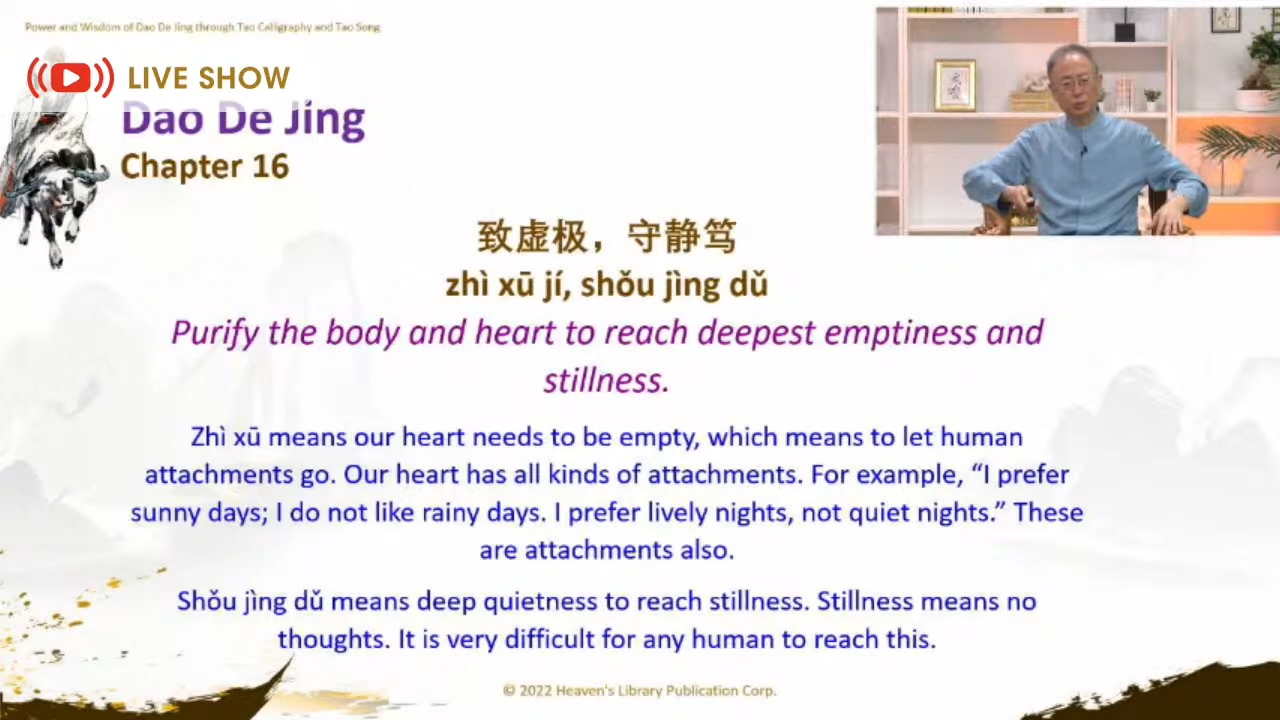 Power and Wisdom of Dao De Jing through Tao Calligraphy and Tao Song
LIVE SHOW
Dao De Jing
Chapter 16
致虚极，守静笃
zhì xū jí, shǒu jìng dǔ
Purify the body and heart to reach deepest emptiness and
stillness.
Zhì xū means our heart needs to be empty, which means to let human
attachments go. Our heart has all kinds of attachments. For example, “I prefer
sunny days; I do not like rainy days. I prefer lively nights, not quiet nights.” These
are attachments also.
Shǒu jìng dǔ means deep quietness to reach stillness. Stillness means no
thoughts. It is very difficult for any human to reach this.
© 2022 Heaven's Library Publication Corp.